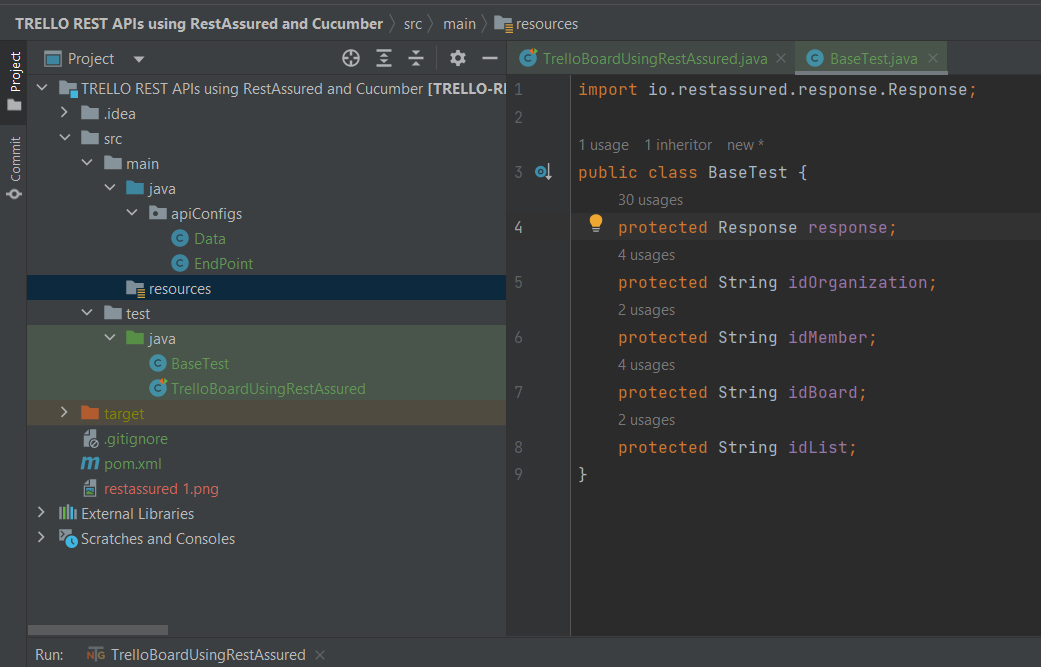 TRELLO REST APIs using RestAssured and Cucumber src main resources
Project
Commit
Project
TRELLO REST APIs using RestAssured and Cucumber [TRELLO-RI
.idea
src
main
java
apiConfigs
Data
EndPoint
resources
test
java
BaseTest
TrelloBoardUsingRestAssured
target
.gitignore
pom.xml
restassured 1.png
External Libraries
Scratches and Consoles
TrelloBoardUsingRestAssured.java BaseTest.java
1 import io.restassured.response.Response;
2
1 usage 1 inheritor new *
3 public class BaseTest {
30 usages
4 protected Response response;
4 usages
5 protected String idOrganization;
2 usages
6 protected String idMember;
4 usages
7 protected String idBoard;
2 usages
8 protected String idList;
9 }
Run: TrelloBoardUsingRestAssured